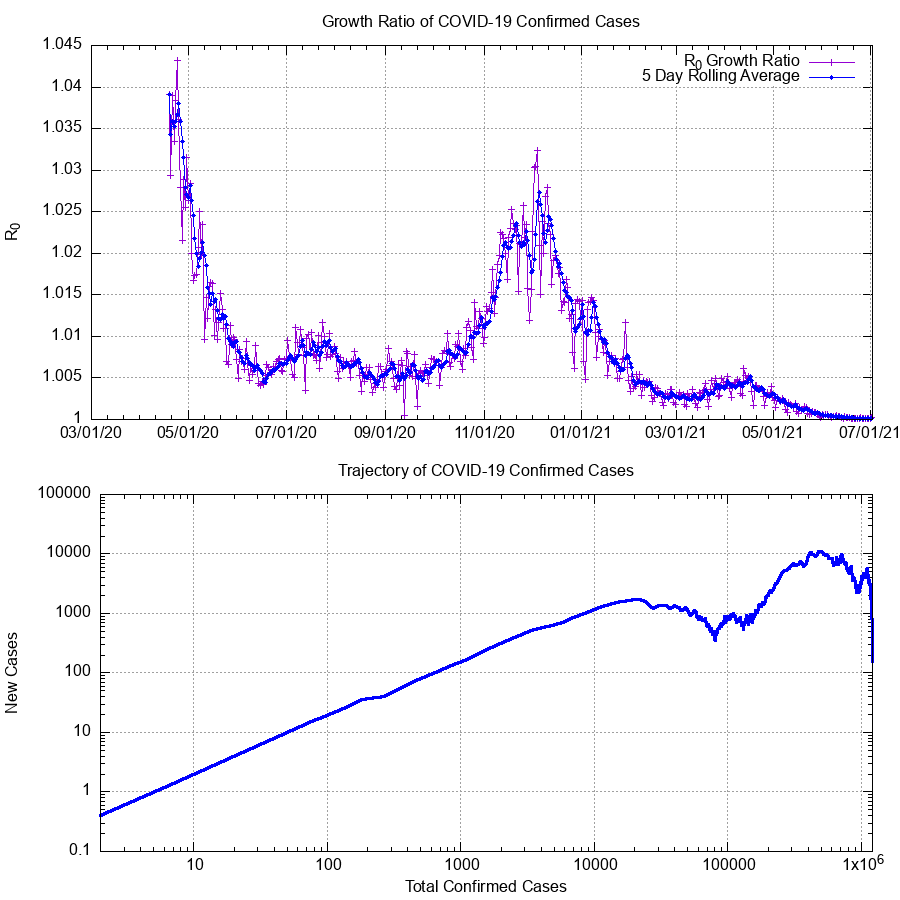 Growth Ratio of COVID-19 Confirmed Cases
1.045
1.04
1.035
1.03
1.025
1.02
1.015
1.01
1.005
1
R0
R0 Growth Ratio
5 Day Rolling Average
03/01/20 05/01/20 07/01/20 09/01/20 11/01/20 01/01/21 03/01/21 05/01/21 07/01/21
Trajectory of COVID-19 Confirmed Cases
100000
10000
1000
100
10
1
0.1
New Cases
10 100 1000 10000 100000 1x10^6
Total Confirmed Cases